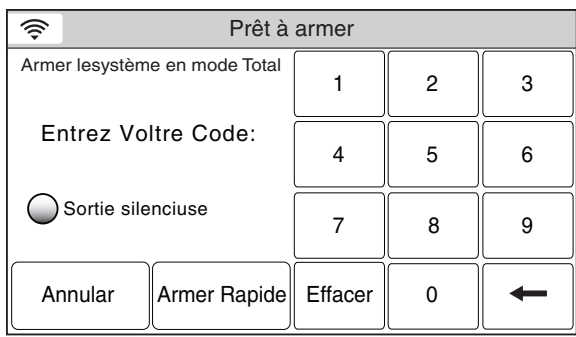 Prêt à armer
Armer lesystème en mode Total
1 2 3
Entrez Voltre Code:
4 5 6
Sortie silenciuse
7 8 9
Annular Armer Rapide Effacer 0